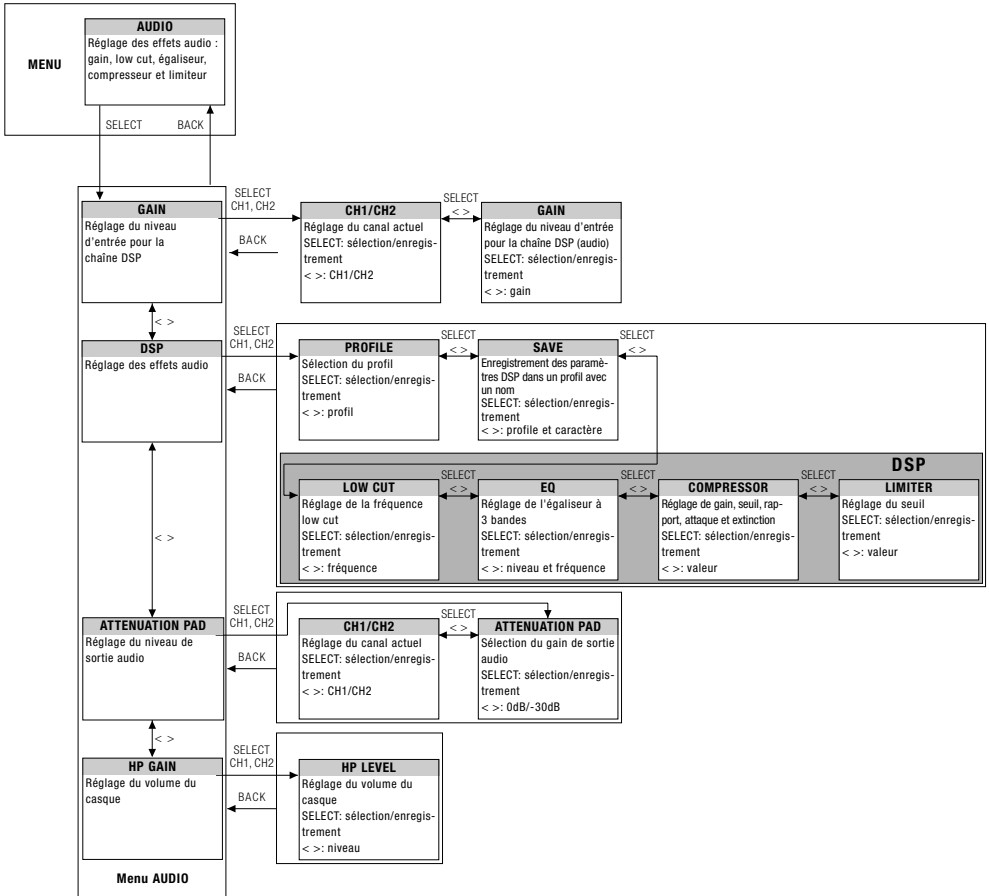 AUDIO
Réglage des effets audio :
gain, low cut, égaliseur,
compresseur et limiteur
MENU
SELECT
BACK
GAIN
Réglage du niveau
d'entrée pour la
chaîne DSP
SELECT
CH1, CH2
BACK
CH1/CH2
Réglage du canal actuel
SELECT: sélection/enregis-
trement
< >: CH1/CH2
SELECT
< >
GAIN
Réglage du niveau d'entrée
pour la chaîne DSP (audio)
SELECT: sélection/enregis-
trement
< >: gain
< >
DSP
Réglage des effets audio
SELECT
CH1, CH2
BACK
PROFILE
Sélection du profil
SELECT: sélection/enregis-
trement
< >: profil
SELECT
< >
SAVE
Enregistrement des paramè-
tres DSP dans un profil avec
un nom
SELECT: sélection/enregis-
trement
< >: profile et caractère
SELECT
< >
DSP
LOW CUT
Réglage de la fréquence
low cut
SELECT: sélection/enregis-
trement
< >: fréquence
SELECT
< >
EQ
Réglage de l'égaliseur à
3 bandes
SELECT: sélection/enregis-
trement
< >: niveau et fréquence
SELECT
< >
COMPRESSOR
Réglage de gain, seuil, rap-
port, attaque et extinction
SELECT: sélection/enregis-
trement
< >: valeur
SELECT
< >
LIMITER
Réglage du seuil
SELECT: sélection/enregis-
trement
< >: valeur
< >
ATTENUATION PAD
Réglage du niveau de
sortie audio
SELECT
CH1, CH2
BACK
CH1/CH2
Réglage du canal actuel
SELECT: sélection/enregis-
trement
< >: CH1/CH2
SELECT
< >
ATTENUATION PAD
Sélection du gain de sortie
audio
SELECT: sélection/enregis-
trement
< >: 0dB/-30dB
< >
HP GAIN
Réglage du volume du
casque
SELECT
CH1, CH2
BACK
HP LEVEL
Réglage du volume du
casque
SELECT: sélection/enregis-
trement
< >: niveau
Menu AUDIO